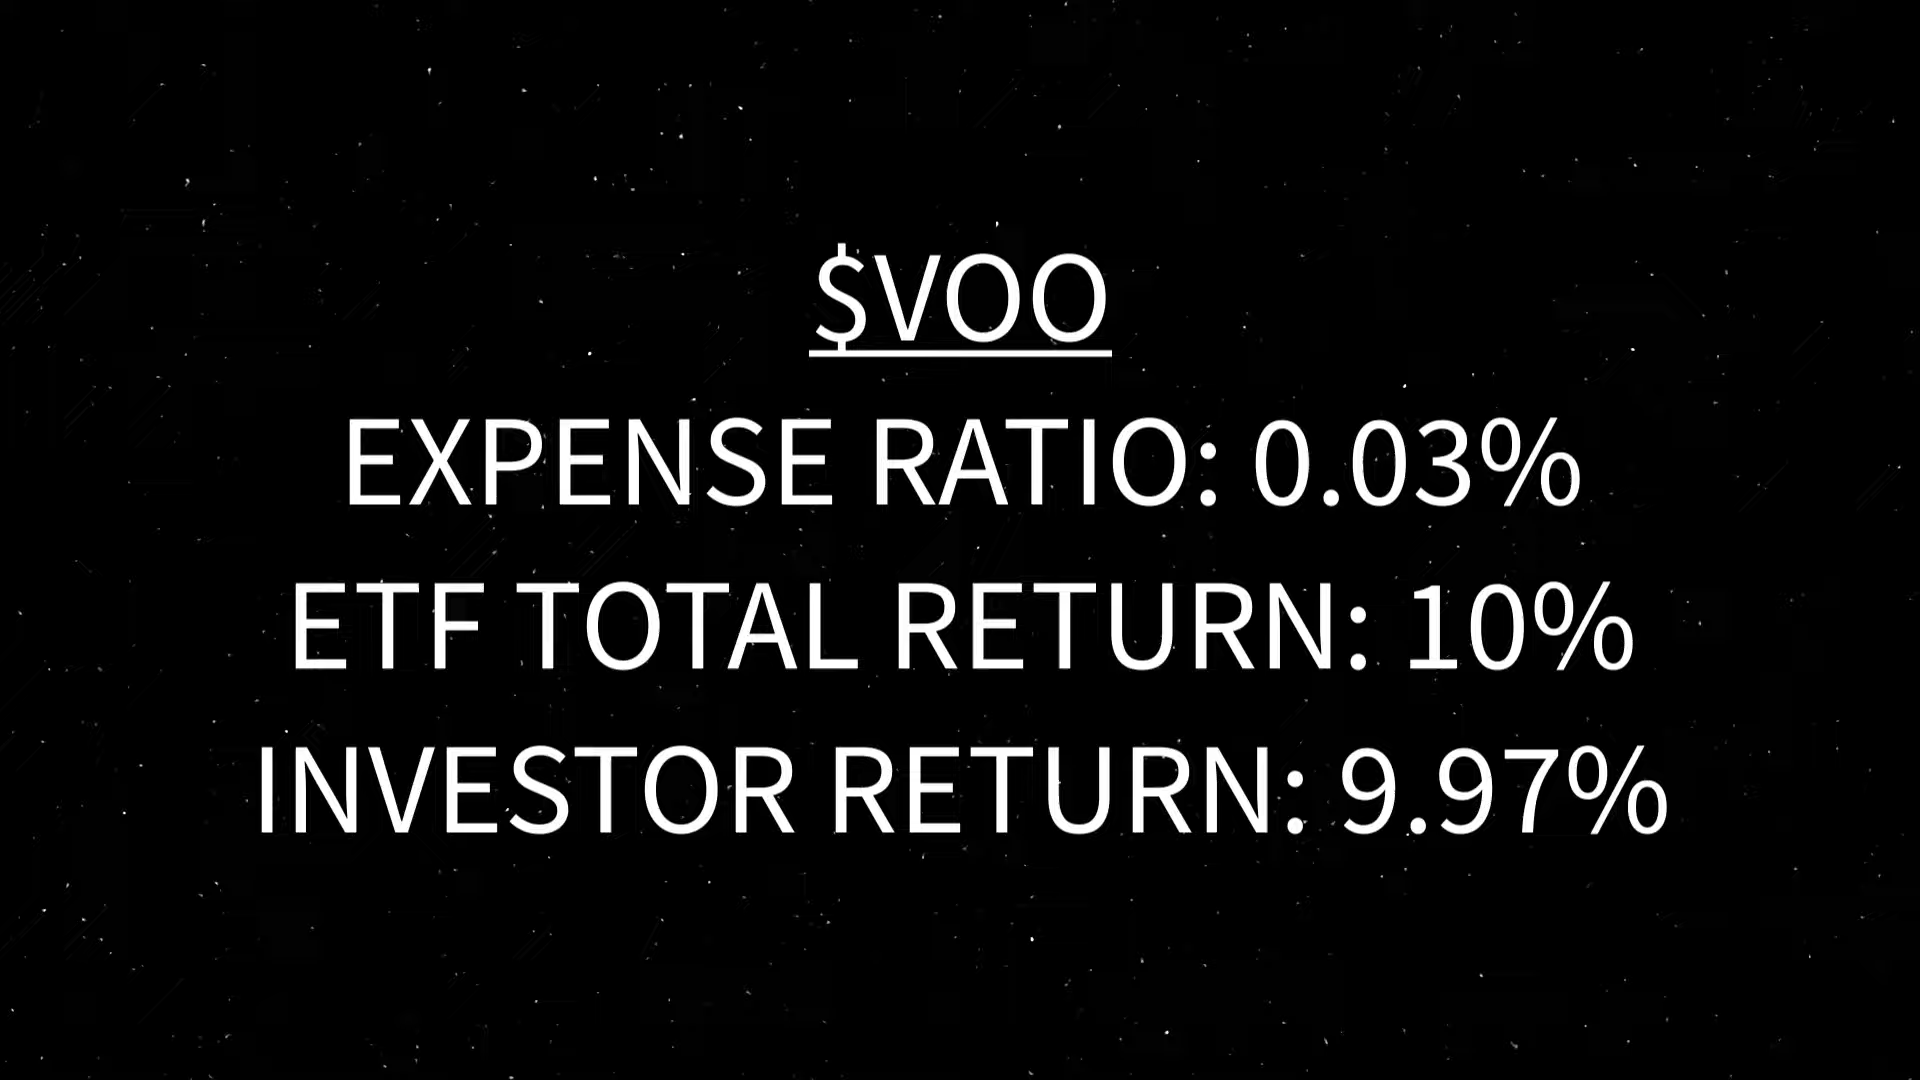 $VOO
EXPENSE RATIO: 0.03%
ETF TOTAL RETURN: 10%
INVESTOR RETURN: 9.97%